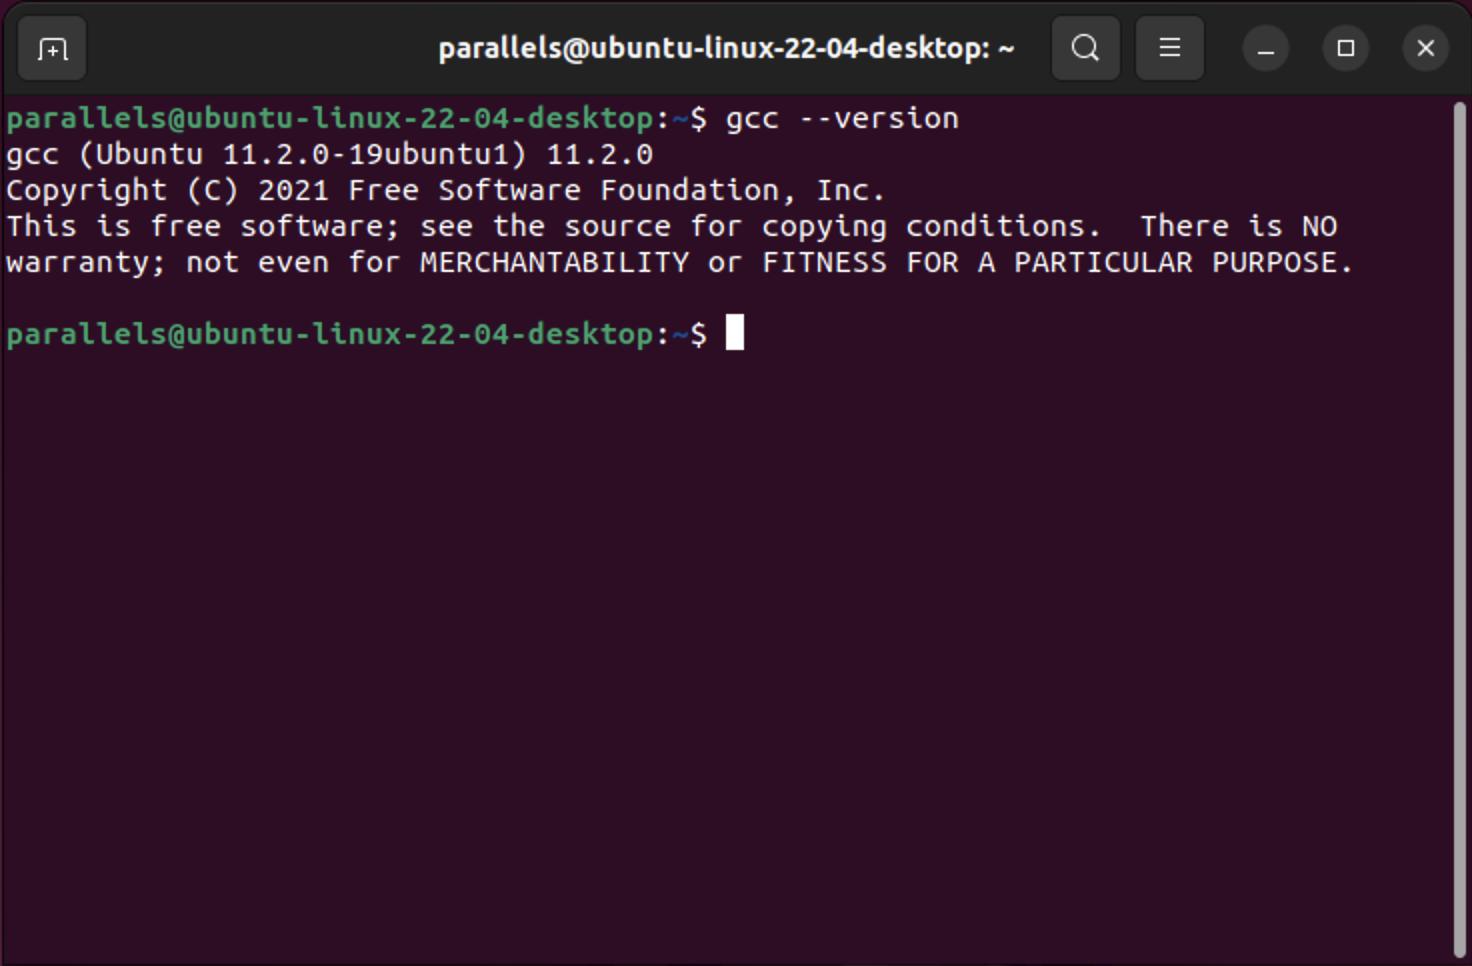 parallels@ubuntu-linux-22-04-desktop: ~
parallels@ubuntu-linux-22-04-desktop:~$ gcc --version
gcc (Ubuntu 11.2.0-19ubuntu1) 11.2.0
Copyright (C) 2021 Free Software Foundation, Inc.
This is free software; see the source for copying conditions.  There is NO
warranty; not even for MERCHANTABILITY or FITNESS FOR A PARTICULAR PURPOSE.
parallels@ubuntu-linux-22-04-desktop:~$